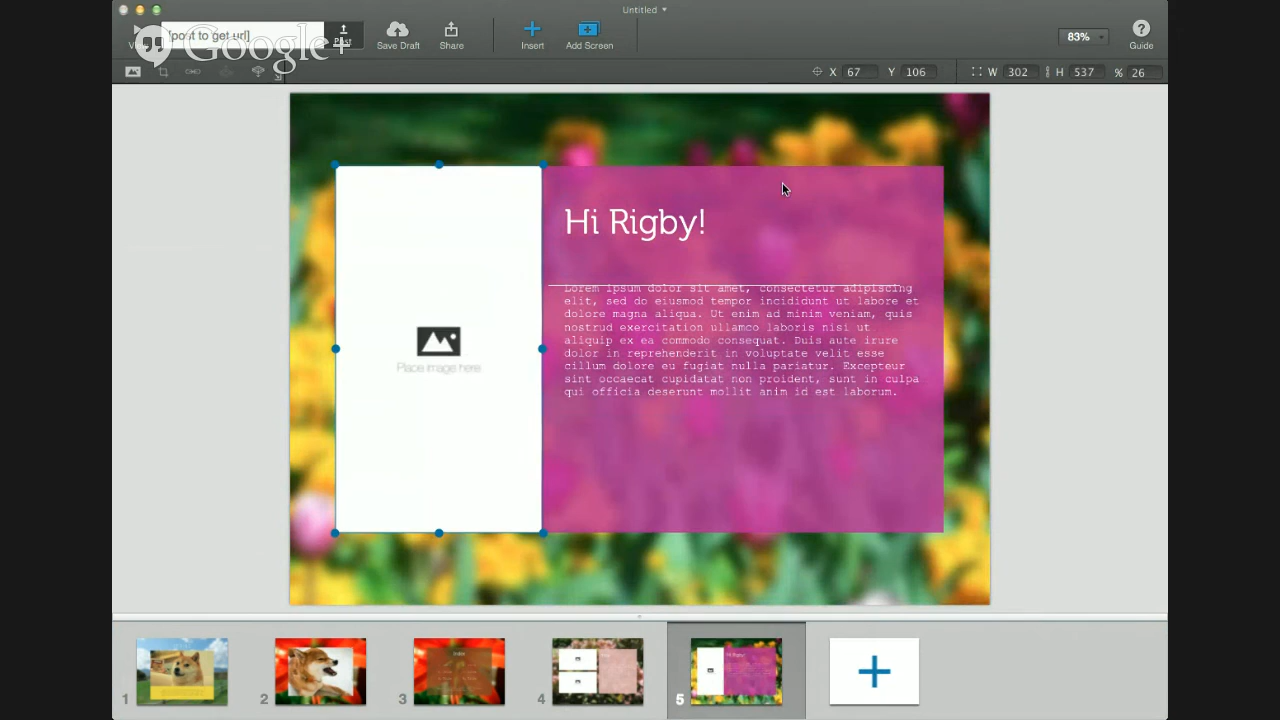 Untitled
[post to get url]
Post
Save Draft
Share
Insert
Add Screen
83%
Guide
Google+
X 67 Y 106
W 302 H 537 % 26
Hi Rigby!
Lorem ipsum dolor sit amet, consectetur adipiscing
elit, sed do eiusmod tempor incididunt ut labore et
dolore magna aliqua. Ut enim ad minim veniam, quis
nostrud exercitation ullamco laboris nisi ut
aliquip ex ea commodo consequat. Duis aute irure
dolor in reprehenderit in voluptate velit esse
cillum dolore eu fugiat nulla pariatur. Excepteur
sint occaecat cupidatat non proident, sunt in culpa
qui officia deserunt mollit anim id est laborum.
Place image here
1
2
3
4
5